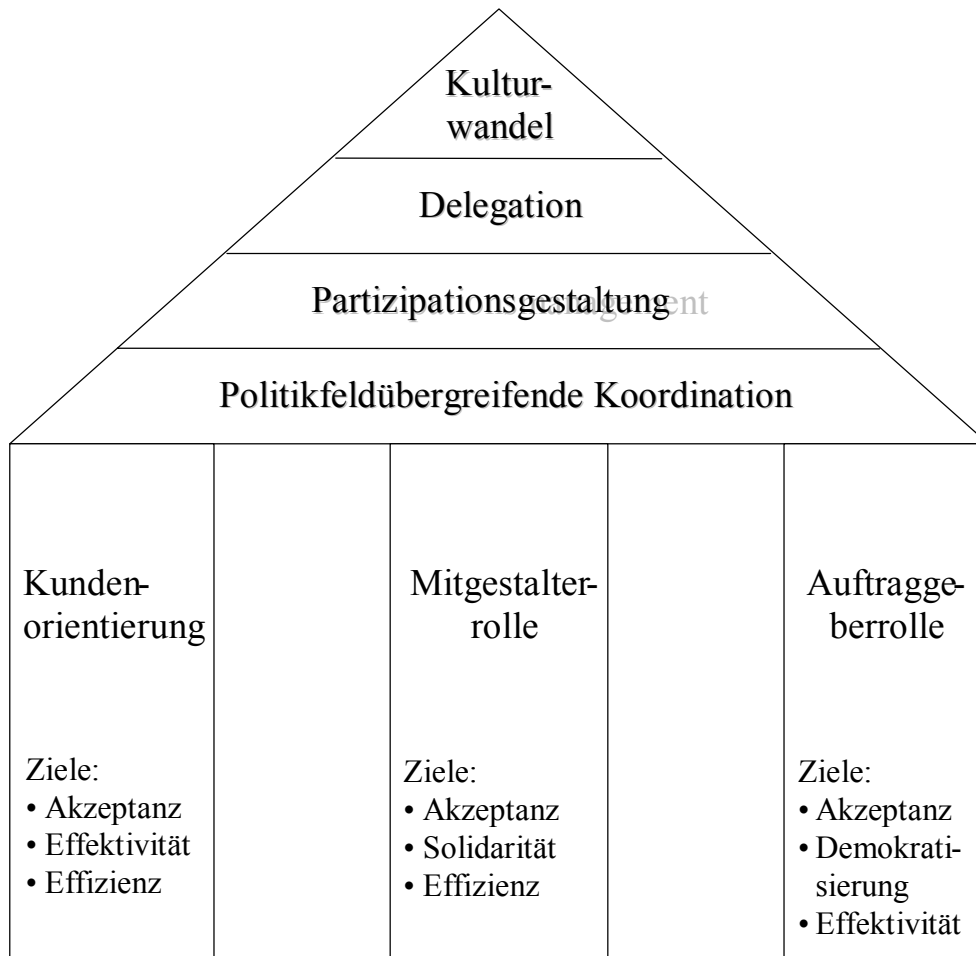 Kultur-
wandel
Delegation
Partizipationsgestaltung
Politikfeldübergreifende Koordination
Kunden-
orientierung
Ziele:
• Akzeptanz
• Effektivität
• Effizienz
Mitgestalter-
rolle
Ziele:
• Akzeptanz
• Solidarität
• Effizienz
Auftragge-
berrolle
Ziele:
• Akzeptanz
• Demokrati-
sierung
• Effektivität